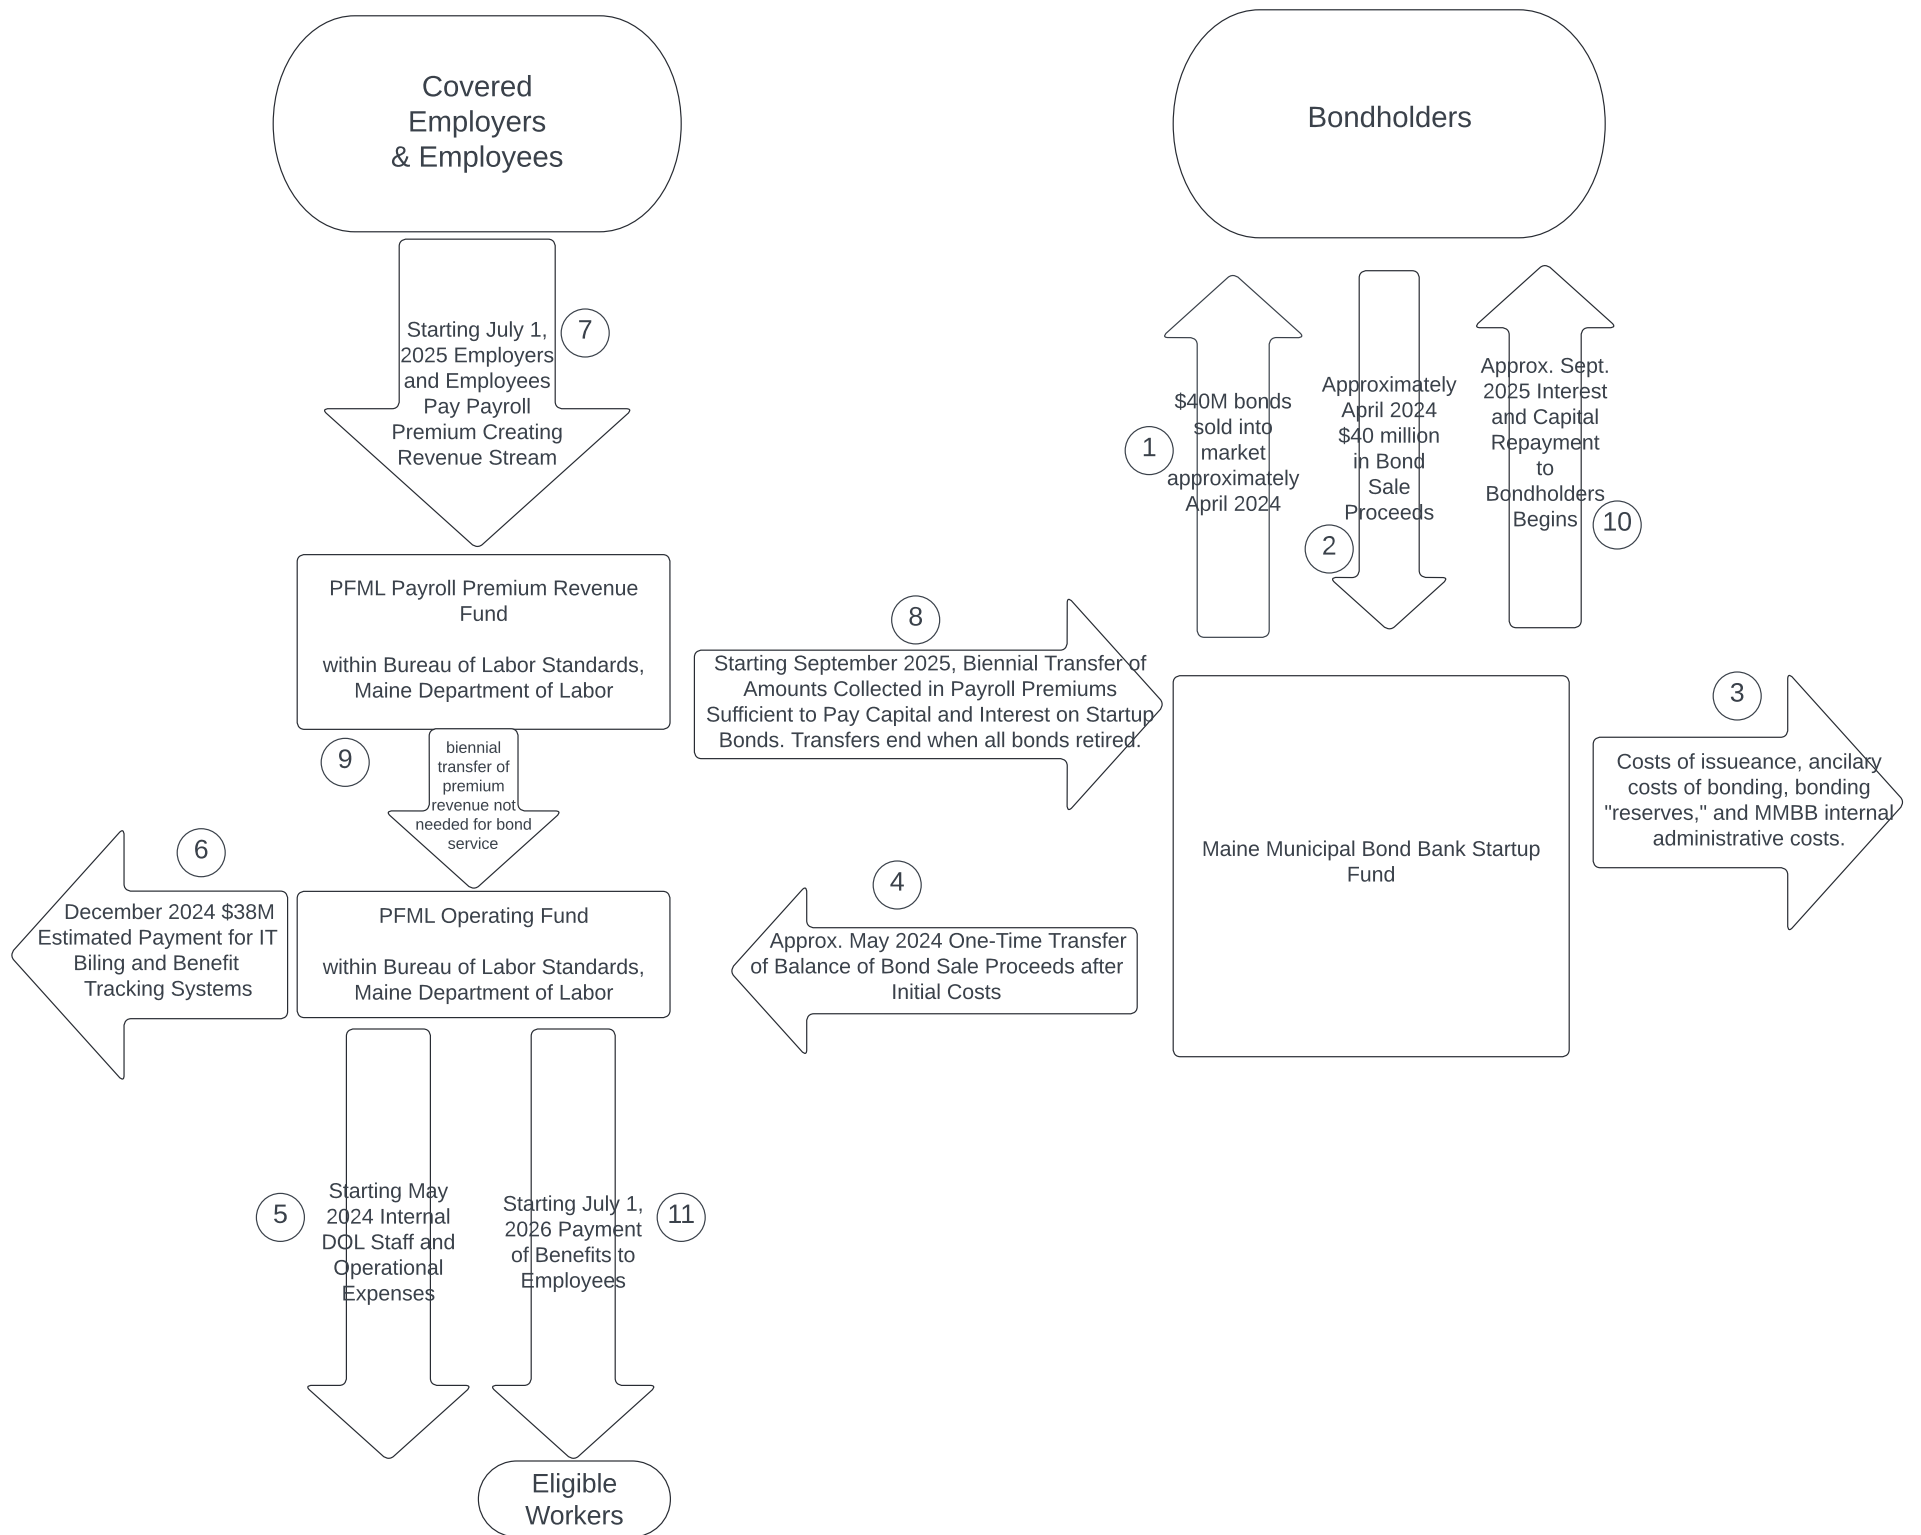 Covered
Employers
& Employees
Bondholders
Starting July 1,
2025 Employers
and Employees
Pay Payroll
Premium Creating
Revenue Stream
7
1
$40M bonds
sold into
market
approximately
April 2024
Approximately
April 2024
$40 million
in Bond
Sale
Proceeds
2
Approx. Sept.
2025 Interest
and Capital
Repayment
to
Bondholders
Begins
10
PFML Payroll Premium Revenue
Fund
within Bureau of Labor Standards,
Maine Department of Labor
8
Starting September 2025, Biennial Transfer of
Amounts Collected in Payroll Premiums
Sufficient to Pay Capital and Interest on Startup
Bonds. Transfers end when all bonds retired.
3
Costs of issueance, ancilary
costs of bonding, bonding
"reserves," and MMBB internal
administrative costs.
9
biennial
transfer of
premium
revenue not
needed for bond
service
Maine Municipal Bond Bank Startup
Fund
6
December 2024 $38M
Estimated Payment for IT
Biling and Benefit
Tracking Systems
PFML Operating Fund
within Bureau of Labor Standards,
Maine Department of Labor
4
Approx. May 2024 One-Time Transfer
of Balance of Bond Sale Proceeds after
Initial Costs
5
Starting May
2024 Internal
DOL Staff and
Operational
Expenses
Starting July 1,
2026 Payment
of Benefits to
Employees
11
Eligible
Workers